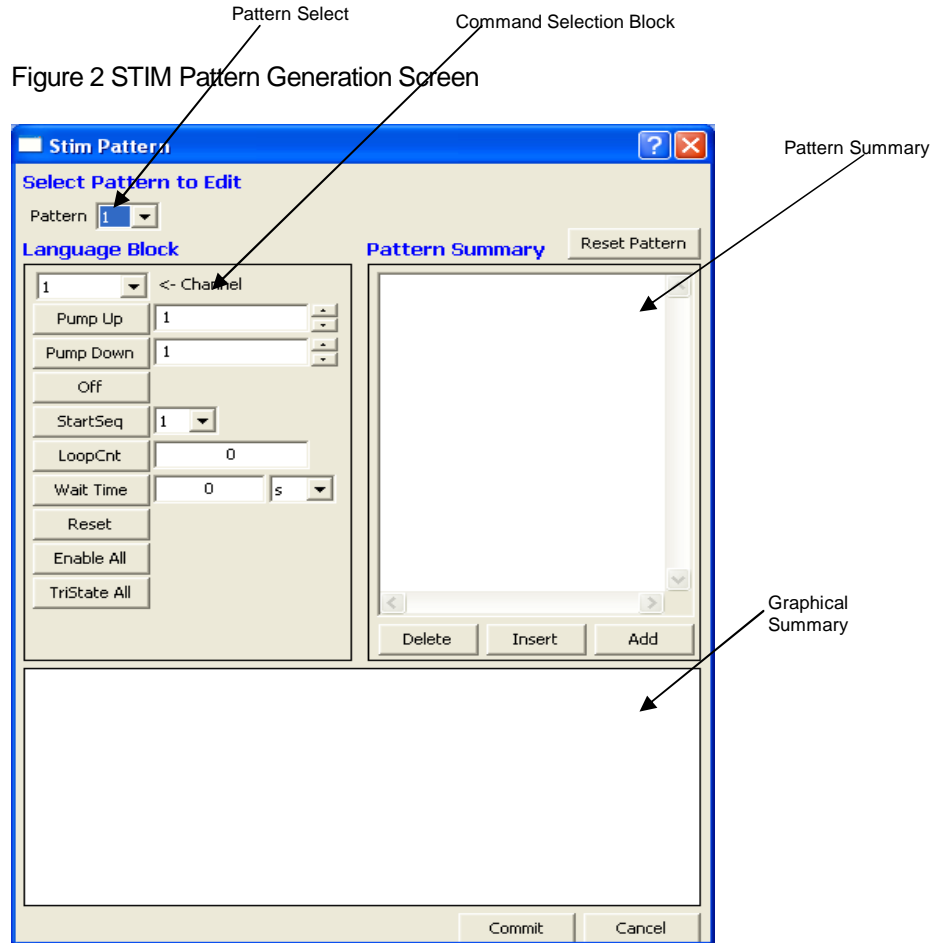 Pattern Select
Command Selection Block
Figure 2 STIM Pattern Generation Screen
Stim Pattern
Pattern Summary
Select Pattern to Edit
Pattern 1
Reset Pattern
Language Block
Pattern Summary
1 <- Channel
Pump Up 1
Pump Down 1
Off
StartSeq 1
LoopCnt 0
Wait Time 0 s
Reset
Enable All
TriState All
Delete Insert Add
Graphical
Summary
Commit Cancel